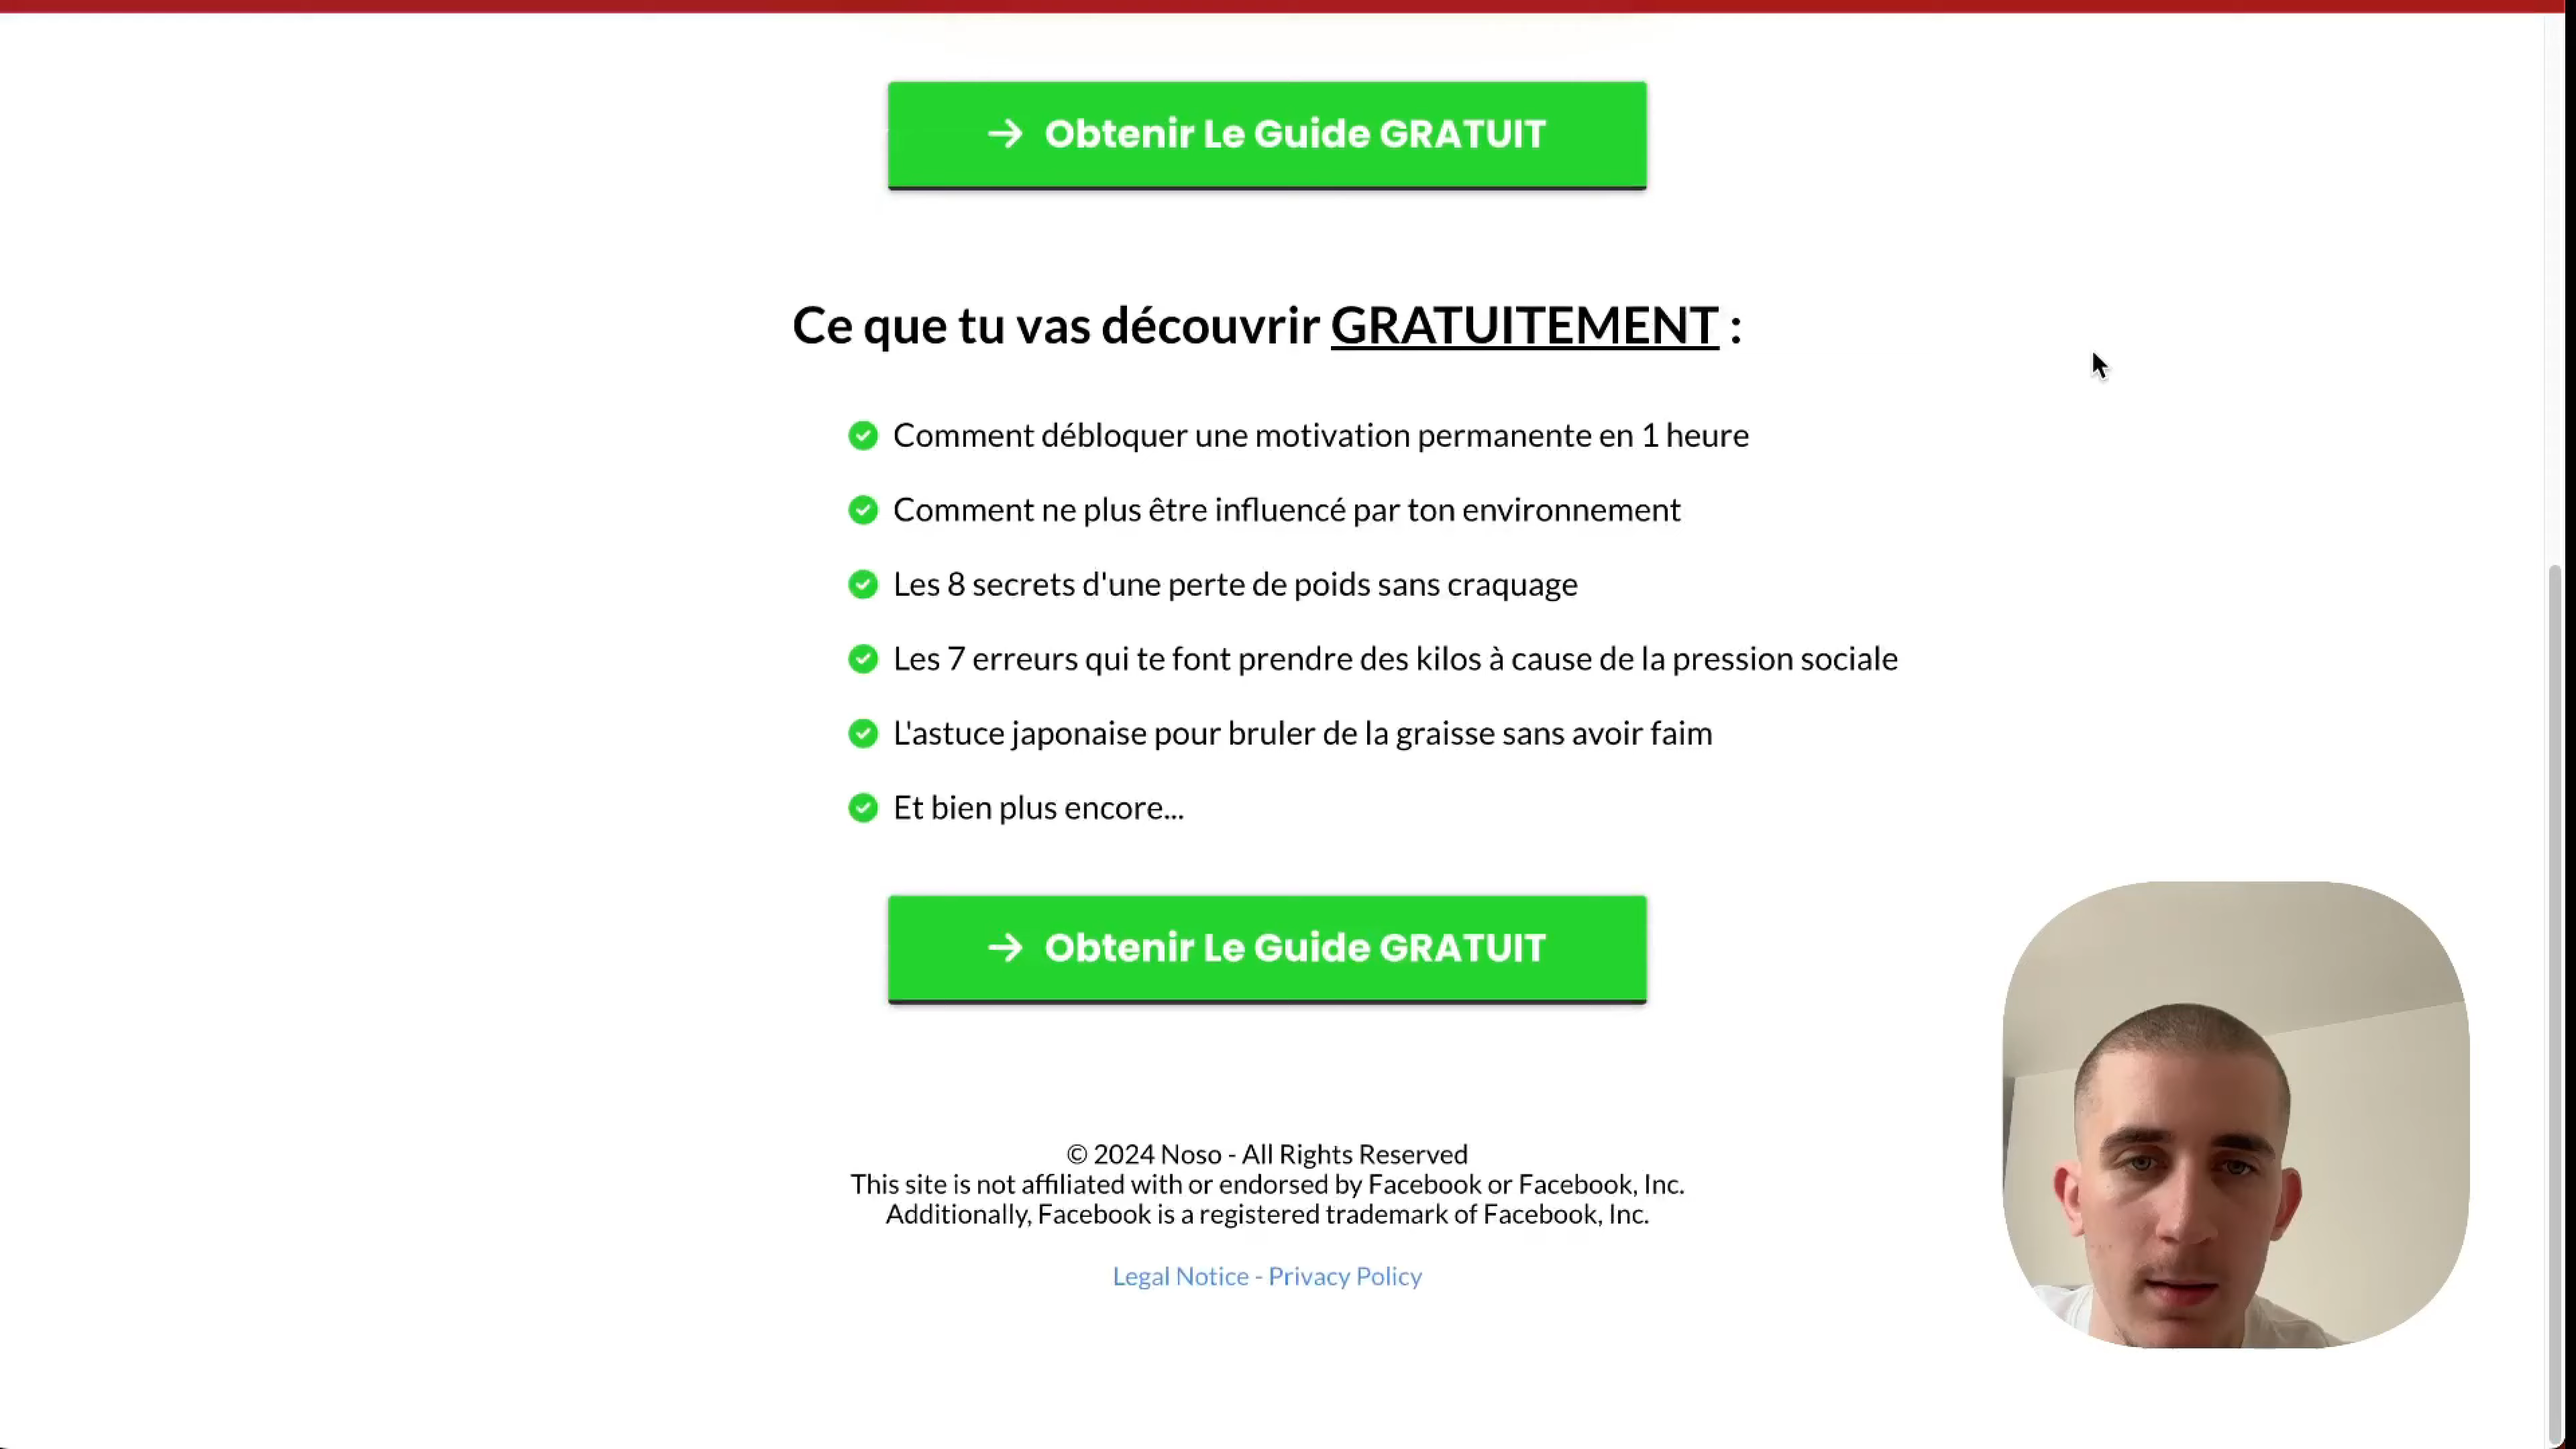 → Obtenir Le Guide GRATUIT
Ce que tu vas découvrir GRATUITEMENT :
Comment débloquer une motivation permanente en 1 heure
Comment ne plus être influencé par ton environnement
Les 8 secrets d'une perte de poids sans craquage
Les 7 erreurs qui te font prendre des kilos à cause de la pression sociale
L'astuce japonaise pour bruler de la graisse sans avoir faim
Et bien plus encore...
→ Obtenir Le Guide GRATUIT
© 2024 Noso - All Rights Reserved
This site is not affiliated with or endorsed by Facebook or Facebook, Inc.
Additionally, Facebook is a registered trademark of Facebook, Inc.
Legal Notice - Privacy Policy